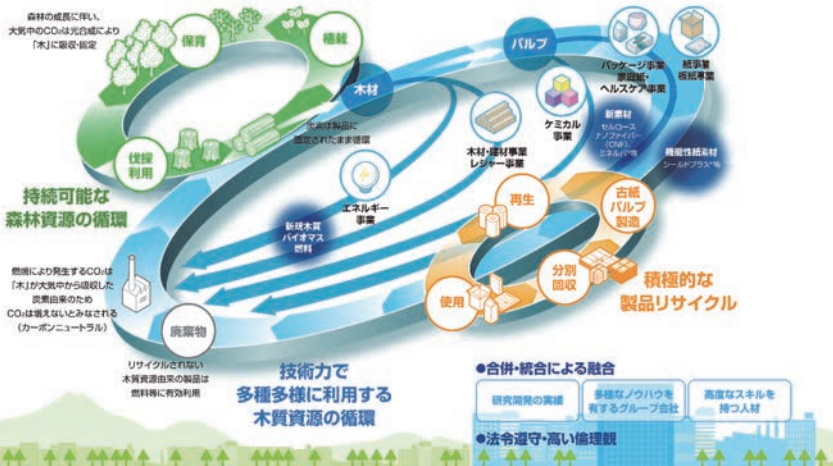 森林の成長に伴い、
大気中のCO₂は光合成により
「木」に吸収・固定
保育
植栽
伐採
利用
持続可能な
森林資源の循環
木材
炭素は製品に
固定されたまま循環
パルプ
パッケージ事業
家庭紙・
ヘルスケア事業
紙事業
板紙事業
木材・建材事業
レジャー事業
ケミカル
事業
新素材
セルロース
ナノファイバー
(CNF)、
ミネルパ®等
機能性紙素材
シールドプラス®等
エネルギー
事業
新規木質
バイオマス
燃料
再生
古紙
パルプ
製造
使用
分別
回収
積極的な
製品リサイクル
燃焼により発生するCO₂は
「木」が大気中から吸収した
炭素由来のため
CO₂は増えないとみなされる
(カーボンニュートラル)
廃棄物
リサイクルされない
木質資源由来の製品は
燃料等に有効利用
技術力で
多種多様に利用する
木質資源の循環
●合併・統合による融合
研究開発の実績
多様なノウハウを
有するグループ会社
高度なスキルを
持つ人材
●法令遵守・高い倫理観